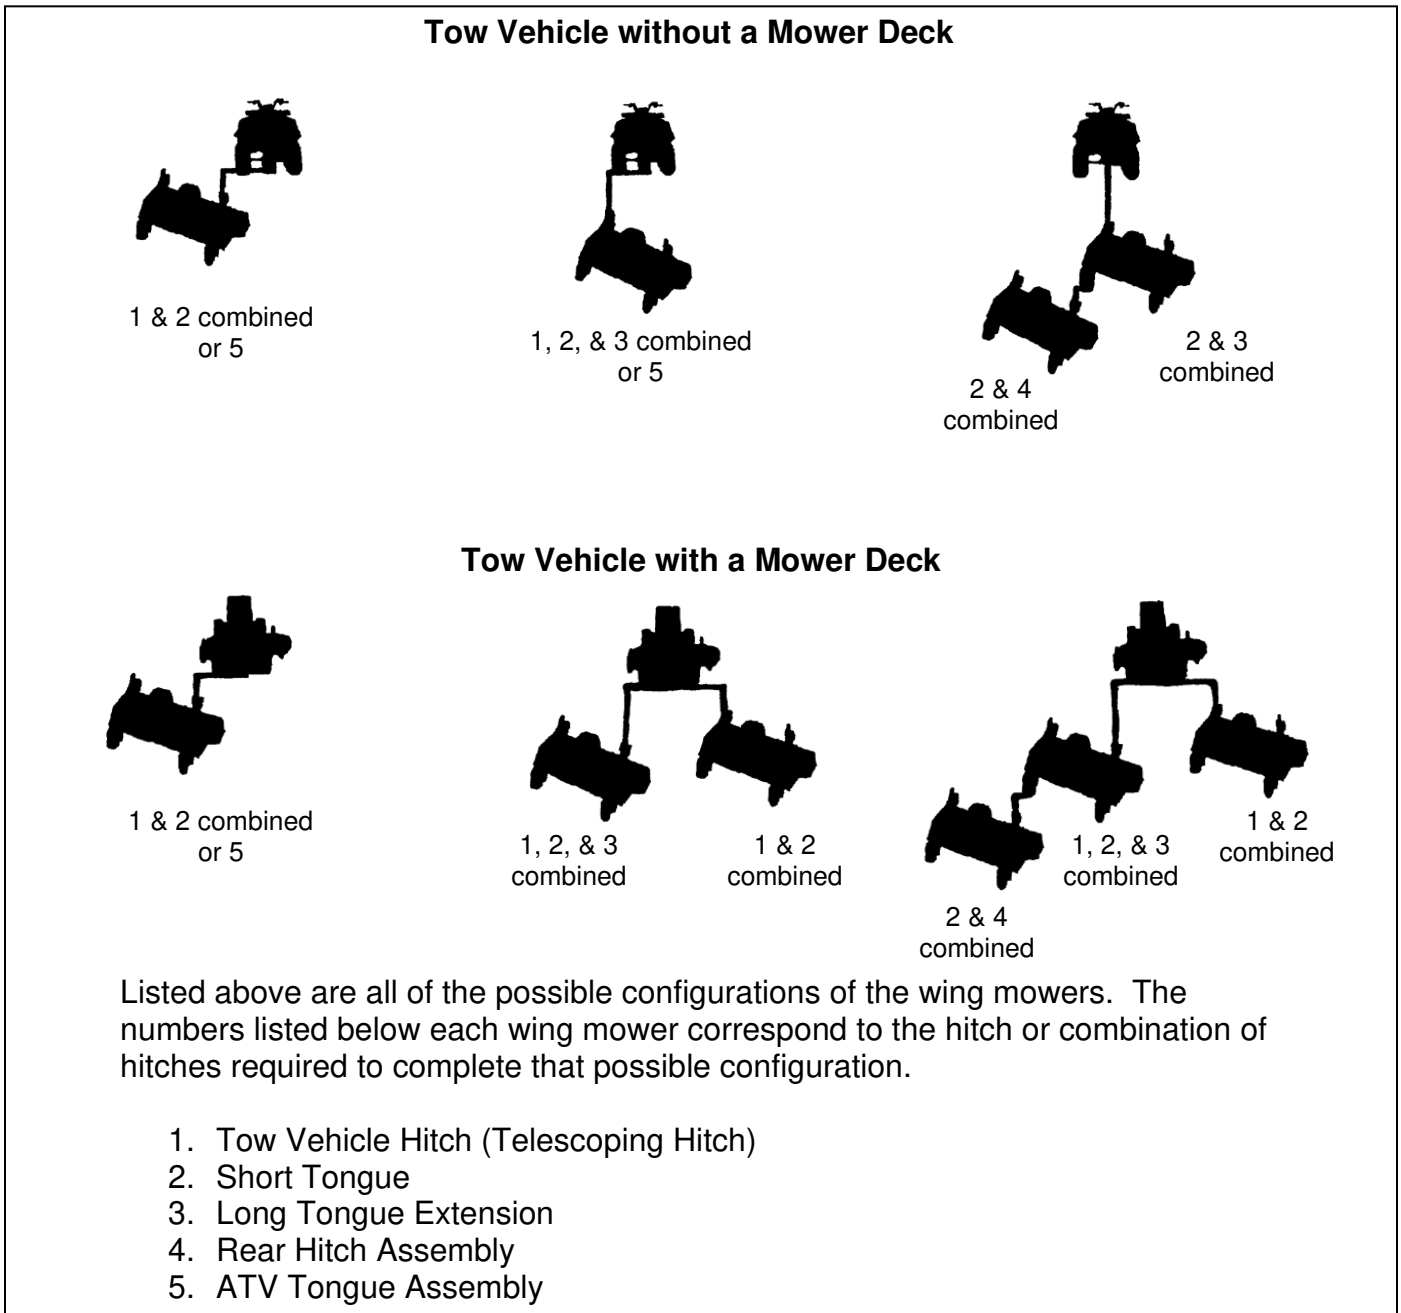 Tow Vehicle without a Mower Deck
1 & 2 combined
or 5
1, 2, & 3 combined
or 5
2 & 4
combined
2 & 3
combined
Tow Vehicle with a Mower Deck
1 & 2 combined
or 5
1, 2, & 3
combined
1 & 2
combined
2 & 4
combined
1, 2, & 3
combined
1 & 2
combined
Listed above are all of the possible configurations of the wing mowers.  The
numbers listed below each wing mower correspond to the hitch or combination of
hitches required to complete that possible configuration.
1. Tow Vehicle Hitch (Telescoping Hitch)
2. Short Tongue
3. Long Tongue Extension
4. Rear Hitch Assembly
5. ATV Tongue Assembly